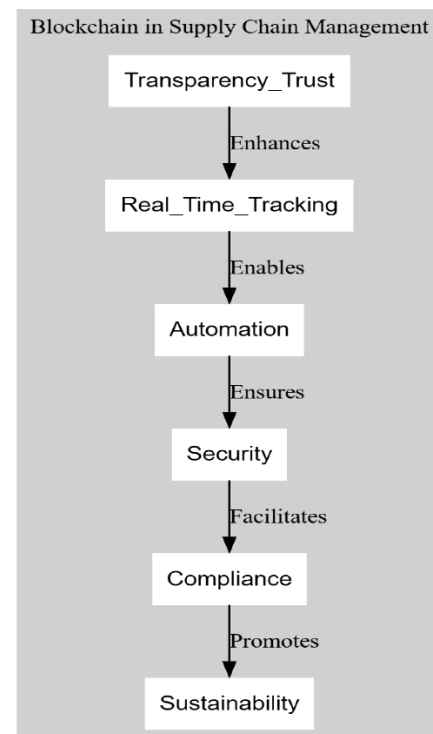 Blockchain in Supply Chain Management
Transparency_Trust
Enhances
Real_Time_Tracking
Enables
Automation
Ensures
Security
Facilitates
Compliance
Promotes
Sustainability